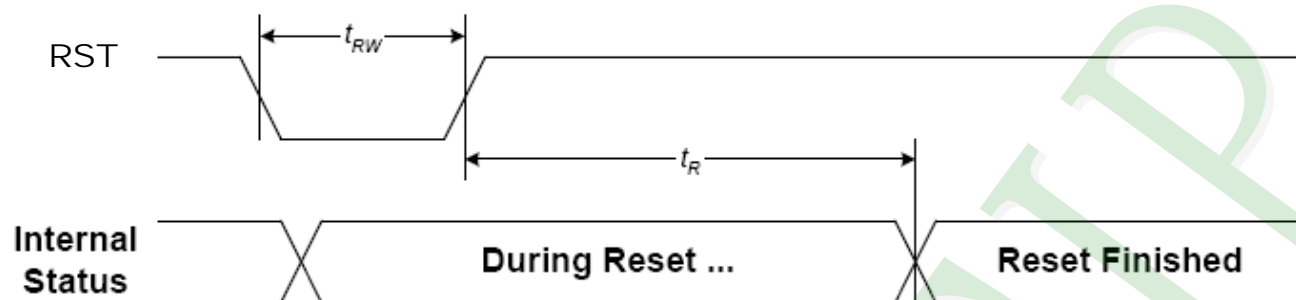 RST
tRW
tR
Internal
Status
During Reset ...
Reset Finished